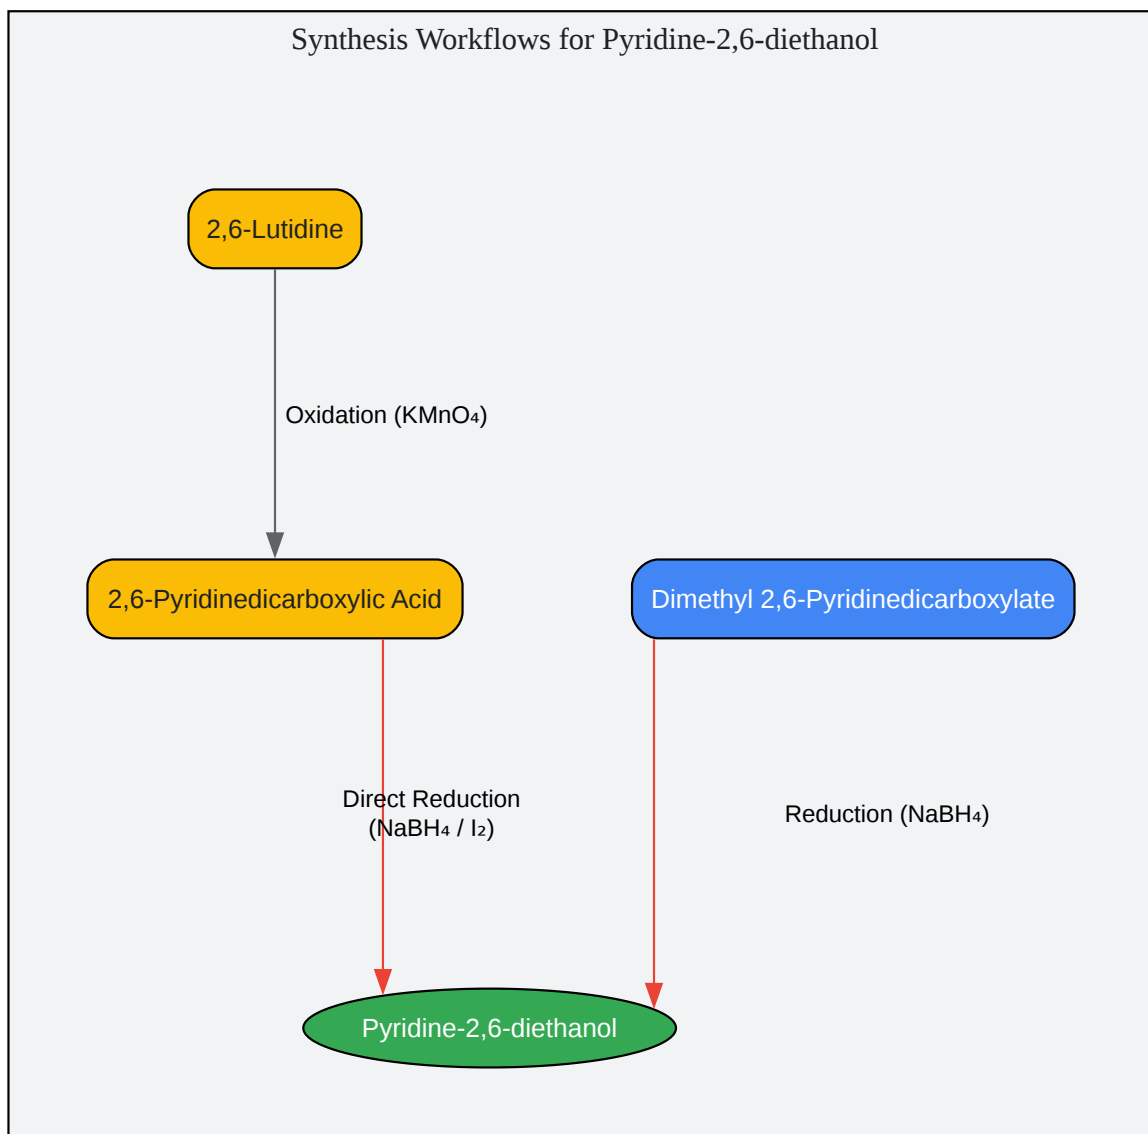 Synthesis Workflows for Pyridine-2,6-diethanol
2,6-Lutidine
Oxidation (KMnO₄)
2,6-Pyridinedicarboxylic Acid
Dimethyl 2,6-Pyridinedicarboxylate
Direct Reduction
(NaBH₄ / I₂)
Reduction (NaBH₄)
Pyridine-2,6-diethanol